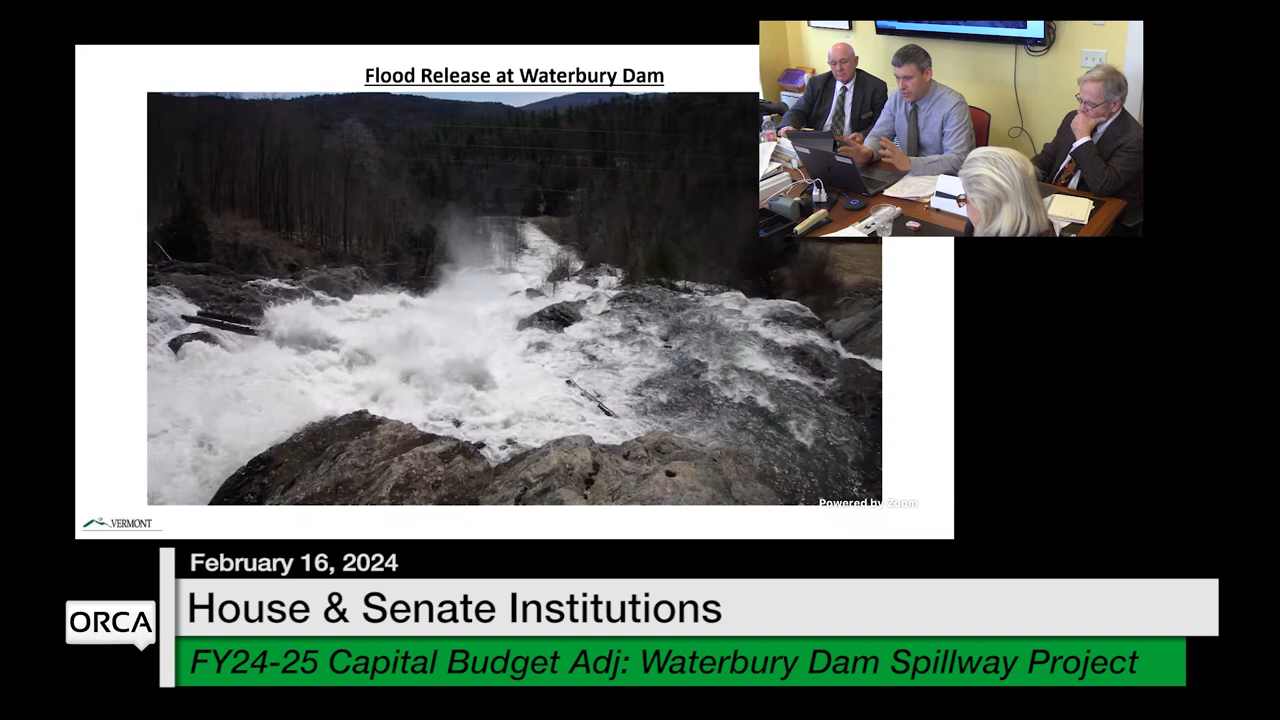 Flood Release at Waterbury Dam
Powered by Zoom
VERMONT
February 16, 2024
ORCA
House & Senate Institutions
FY24-25 Capital Budget Adj: Waterbury Dam Spillway Project